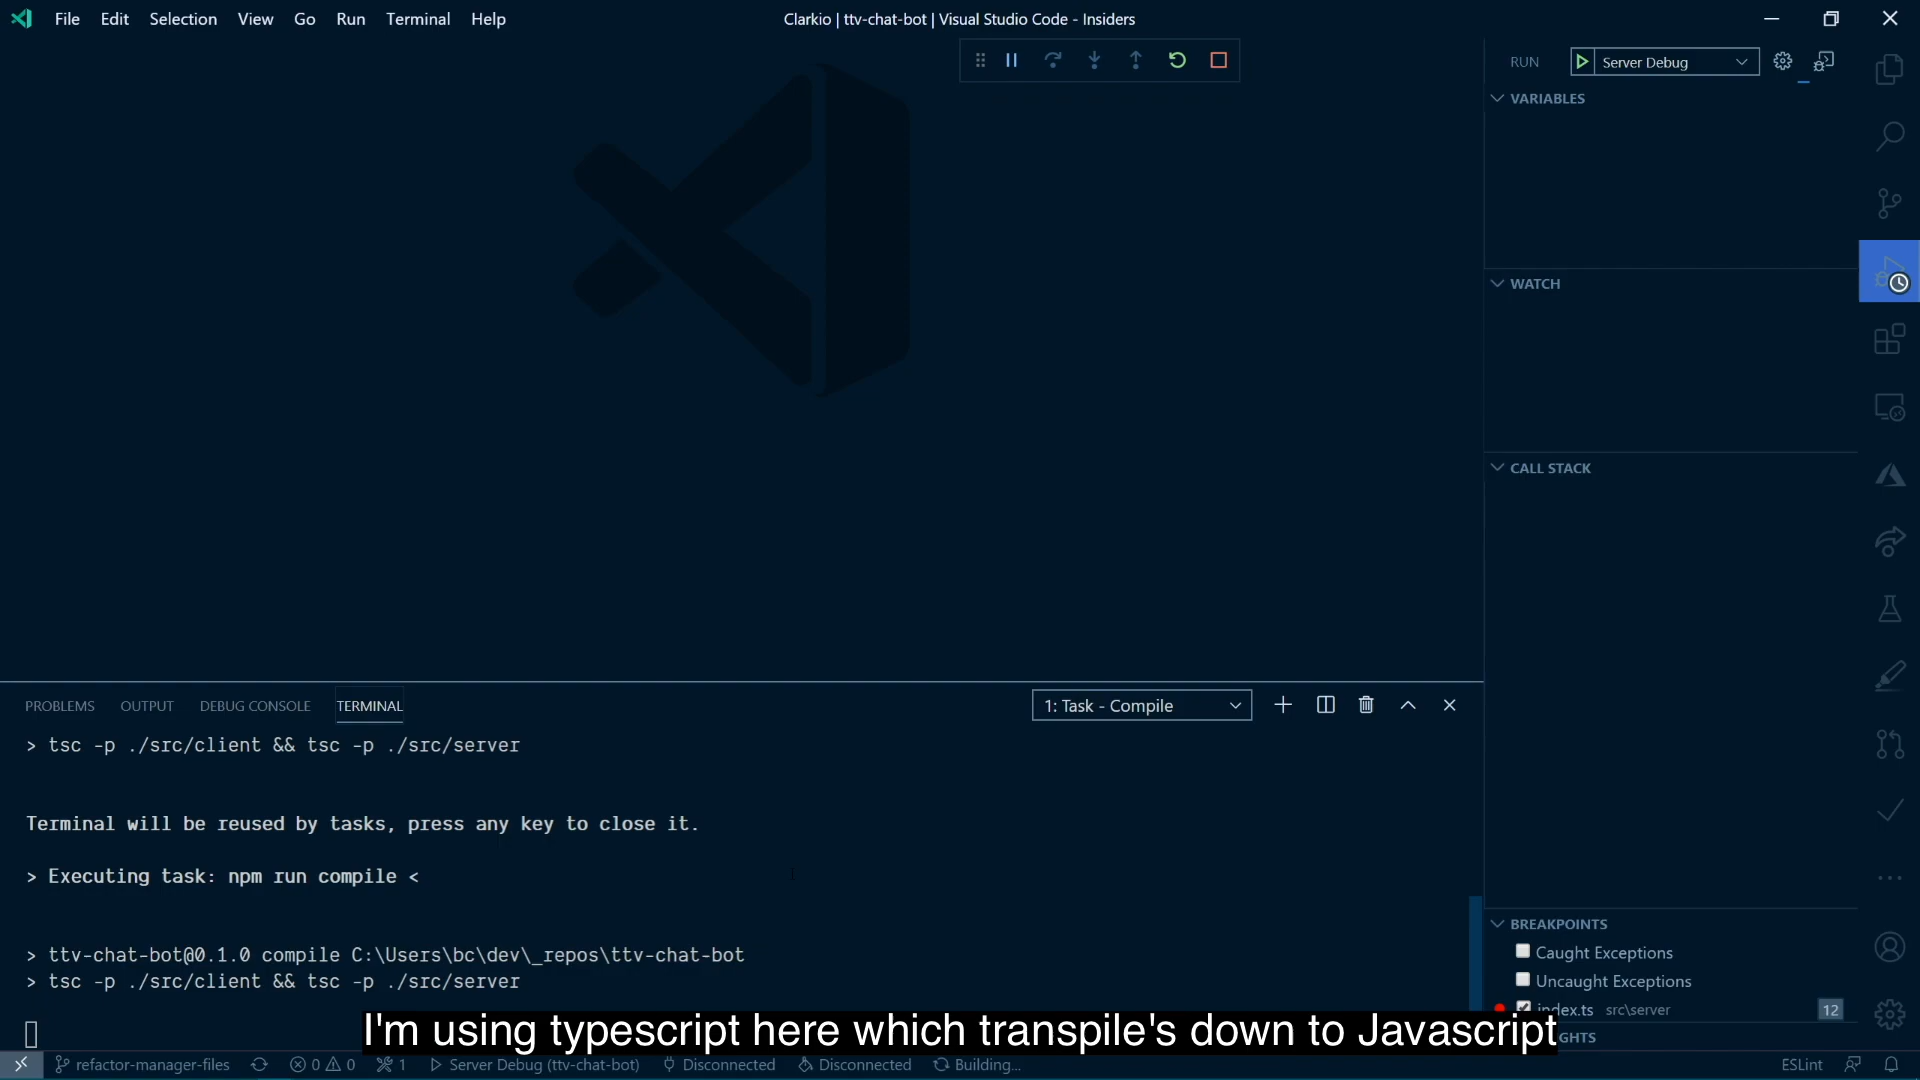 File Edit Selection View Go Run Terminal Help
Clarkio | ttv-chat-bot | Visual Studio Code - Insiders
RUN Server Debug
VARIABLES
WATCH
CALL STACK
PROBLEMS OUTPUT DEBUG CONSOLE TERMINAL
1: Task - Compile
> tsc -p ./src/client && tsc -p ./src/server
Terminal will be reused by tasks, press any key to close it.
> Executing task: npm run compile <
> ttv-chat-bot@0.1.0 compile C:\Users\bc\dev\_repos\ttv-chat-bot
> tsc -p ./src/client && tsc -p ./src/server
BREAKPOINTS
Caught Exceptions
Uncaught Exceptions
index.ts src\server 12
GHTS
I'm using typescript here which transpile's down to Javascript
refactor-manager-files 0 0 1 Server Debug (ttv-chat-bot) Disconnected Disconnected Building... ESLint